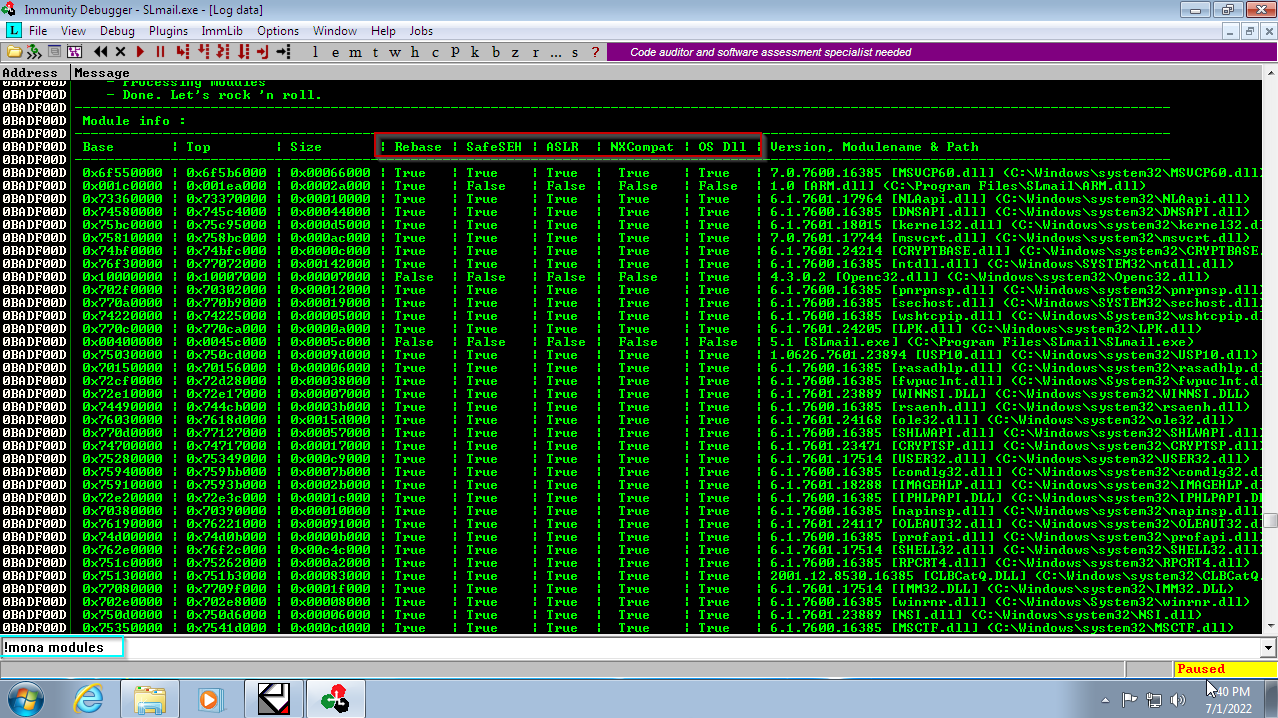 Immunity Debugger - SLmail.exe - [Log data]
L File View Debug Plugins ImmLib Options Window Help Jobs
l e m t w h c p k b z r ... s ? Code auditor and software assessment specialist needed
Address Message
0BADF00D - Processing modules
0BADF00D - Done. Let's rock 'n roll.
0BADF00D
0BADF00D Module info :
0BADF00D
0BADF00D Base | Top | Size | Rebase | SafeSEH | ASLR | NXCompat | OS Dll | Version, Modulename & Path
0BADF00D
0BADF00D 0x6f550000 | 0x6f5b6000 | 0x00066000 | True | True | True | True | True | 7.0.7600.16385 [MSVCP60.dll] (C:\Windows\system32\MSVCP60.dll
0BADF00D 0x001c0000 | 0x001ea000 | 0x0002a000 | True | False | False | False | False | 1.0 [ARM.dll] (C:\Program Files\SLmail\ARM.dll)
0BADF00D 0x73360000 | 0x73370000 | 0x00010000 | True | True | True | True | True | 6.1.7601.17964 [NLAapi.dll] (C:\Windows\system32\NLAapi.dll)
0BADF00D 0x74580000 | 0x745c4000 | 0x00044000 | True | True | True | True | True | 6.1.7600.16385 [DNSAPI.dll] (C:\Windows\system32\DNSAPI.dll)
0BADF00D 0x75bc0000 | 0x75c95000 | 0x000d5000 | True | True | True | True | True | 6.1.7601.18015 [kernel32.dll] (C:\Windows\system32\kernel32.d
0BADF00D 0x75810000 | 0x758bc000 | 0x000ac000 | True | True | True | True | True | 7.0.7601.17744 [msvcrt.dll] (C:\Windows\system32\msvcrt.dll)
0BADF00D 0x74bf0000 | 0x74bfc000 | 0x0000c000 | True | True | True | True | True | 6.1.7601.24214 [CRYPTBASE.dll] (C:\Windows\system32\CRYPTBASE.
0BADF00D 0x76f30000 | 0x77072000 | 0x00142000 | True | True | True | True | True | 6.1.7600.16385 [ntdll.dll] (C:\Windows\SYSTEM32\ntdll.dll)
0BADF00D 0x10000000 | 0x10007000 | 0x00007000 | False | False | False | False | True | 4.3.0.2 [Openc32.dll] (C:\Windows\system32\Openc32.dll)
0BADF00D 0x702f0000 | 0x70302000 | 0x00012000 | True | True | True | True | True | 6.1.7600.16385 [pnrpnsp.dll] (C:\Windows\system32\pnrpnsp.dll)
0BADF00D 0x770a0000 | 0x770b9000 | 0x00019000 | True | True | True | True | True | 6.1.7600.16385 [sechost.dll] (C:\Windows\SYSTEM32\sechost.dll)
0BADF00D 0x74220000 | 0x74225000 | 0x00005000 | True | True | True | True | True | 6.1.7600.16385 [wshtcpip.dll] (C:\Windows\System32\wshtcpip.dl
0BADF00D 0x770c0000 | 0x770ca000 | 0x0000a000 | True | True | True | True | True | 6.1.7601.24205 [LPK.dll] (C:\Windows\system32\LPK.dll)
0BADF00D 0x00400000 | 0x0045c000 | 0x0005c000 | False | False | False | False | False | 5.1 [SLmail.exe] (C:\Program Files\SLmail\SLmail.exe)
0BADF00D 0x75030000 | 0x750cd000 | 0x0009d000 | True | True | True | True | True | 1.0626.7601.23894 [USP10.dll] (C:\Windows\system32\USP10.dll)
0BADF00D 0x70150000 | 0x70156000 | 0x00006000 | True | True | True | True | True | 6.1.7600.16385 [rasadhlp.dll] (C:\Windows\system32\rasadhlp.dl
0BADF00D 0x72cf0000 | 0x72d28000 | 0x00038000 | True | True | True | True | True | 6.1.7600.16385 [fwpuclnt.dll] (C:\Windows\System32\fwpuclnt.dl
0BADF00D 0x72e10000 | 0x72e17000 | 0x00007000 | True | True | True | True | True | 6.1.7601.23889 [WINNSI.DLL] (C:\Windows\system32\WINNSI.DLL)
0BADF00D 0x74490000 | 0x744cb000 | 0x0003b000 | True | True | True | True | True | 6.1.7600.16385 [rsaenh.dll] (C:\Windows\system32\rsaenh.dll)
0BADF00D 0x76030000 | 0x7618d000 | 0x0015d000 | True | True | True | True | True | 6.1.7601.24168 [ole32.dll] (C:\Windows\system32\ole32.dll)
0BADF00D 0x770d0000 | 0x77127000 | 0x00057000 | True | True | True | True | True | 6.1.7600.16385 [SHLWAPI.dll] (C:\Windows\system32\SHLWAPI.dll)
0BADF00D 0x74700000 | 0x74717000 | 0x00017000 | True | True | True | True | True | 6.1.7601.23471 [CRYPTSP.dll] (C:\Windows\system32\CRYPTSP.dll)
0BADF00D 0x75280000 | 0x75349000 | 0x000c9000 | True | True | True | True | True | 6.1.7601.17514 [USER32.dll] (C:\Windows\system32\USER32.dll)
0BADF00D 0x75940000 | 0x759bb000 | 0x0007b000 | True | True | True | True | True | 6.1.7600.16385 [comdlg32.dll] (C:\Windows\system32\comdlg32.dl
0BADF00D 0x75910000 | 0x7593b000 | 0x0002b000 | True | True | True | True | True | 6.1.7601.18288 [IMAGEHLP.dll] (C:\Windows\system32\IMAGEHLP.dl
0BADF00D 0x72e20000 | 0x72e3c000 | 0x0001c000 | True | True | True | True | True | 6.1.7600.16385 [IPHLPAPI.DLL] (C:\Windows\system32\IPHLPAPI.DL
0BADF00D 0x70380000 | 0x70390000 | 0x00010000 | True | True | True | True | True | 6.1.7600.16385 [napinsp.dll] (C:\Windows\system32\napinsp.dll)
0BADF00D 0x76190000 | 0x76221000 | 0x00091000 | True | True | True | True | True | 6.1.7601.24117 [OLEAUT32.dll] (C:\Windows\system32\OLEAUT32.dl
0BADF00D 0x74d00000 | 0x74d0b000 | 0x0000b000 | True | True | True | True | True | 6.1.7600.16385 [profapi.dll] (C:\Windows\system32\profapi.dll)
0BADF00D 0x762e0000 | 0x76f2c000 | 0x00c4c000 | True | True | True | True | True | 6.1.7601.17514 [SHELL32.dll] (C:\Windows\system32\SHELL32.dll)
0BADF00D 0x751c0000 | 0x75262000 | 0x000a2000 | True | True | True | True | True | 6.1.7600.16385 [RPCRT4.dll] (C:\Windows\system32\RPCRT4.dll)
0BADF00D 0x75130000 | 0x751b3000 | 0x00083000 | True | True | True | True | True | 2001.12.8530.16385 [CLBCatQ.DLL] (C:\Windows\system32\CLBCatQ.
0BADF00D 0x77080000 | 0x7709f000 | 0x0001f000 | True | True | True | True | True | 6.1.7601.17514 [IMM32.DLL] (C:\Windows\system32\IMM32.DLL)
0BADF00D 0x702e0000 | 0x702e8000 | 0x00008000 | True | True | True | True | True | 6.1.7600.16385 [winrnr.dll] (C:\Windows\System32\winrnr.dll)
0BADF00D 0x750d0000 | 0x750d6000 | 0x00006000 | True | True | True | True | True | 6.1.7601.23889 [NSI.dll] (C:\Windows\system32\NSI.dll)
0BADF00D 0x75350000 | 0x7541d000 | 0x000cd000 | True | True | True | True | True | 6.1.7600.16385 [MSCTF.dll] (C:\Windows\system32\MSCTF.dll)
!mona modules
Paused
:40 PM
7/1/2022